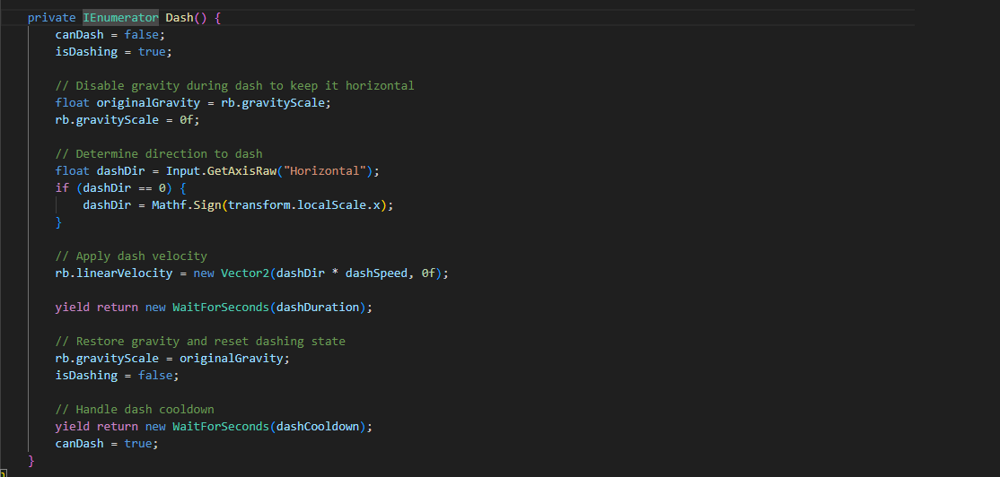 private IEnumerator Dash() {
canDash = false;
isDashing = true;
// Disable gravity during dash to keep it horizontal
float originalGravity = rb.gravityScale;
rb.gravityScale = 0f;
// Determine direction to dash
float dashDir = Input.GetAxisRaw("Horizontal");
if (dashDir == 0) {
dashDir = Mathf.Sign(transform.localScale.x);
}
// Apply dash velocity
rb.linearVelocity = new Vector2(dashDir * dashSpeed, 0f);
yield return new WaitForSeconds(dashDuration);
// Restore gravity and reset dashing state
rb.gravityScale = originalGravity;
isDashing = false;
// Handle dash cooldown
yield return new WaitForSeconds(dashCooldown);
canDash = true;
}
}